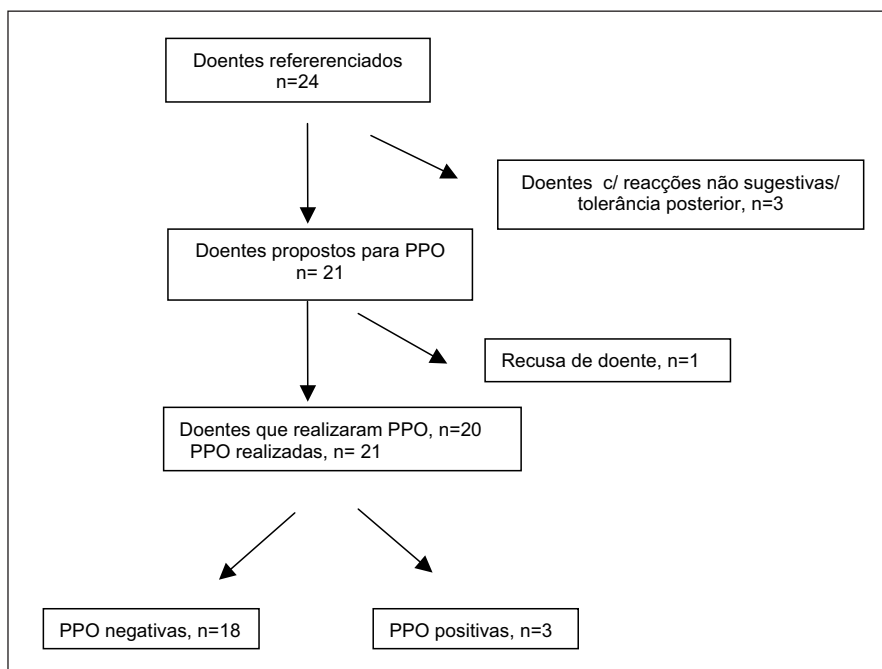 Doentes refererenciados
n=24
Doentes c/ reacções não sugestivas/
tolerância posterior, n=3
Doentes propostos para PPO
n= 21
Recusa de doente, n=1
Doentes que realizaram PPO, n=20
PPO realizadas, n= 21
PPO negativas, n=18
PPO positivas, n=3